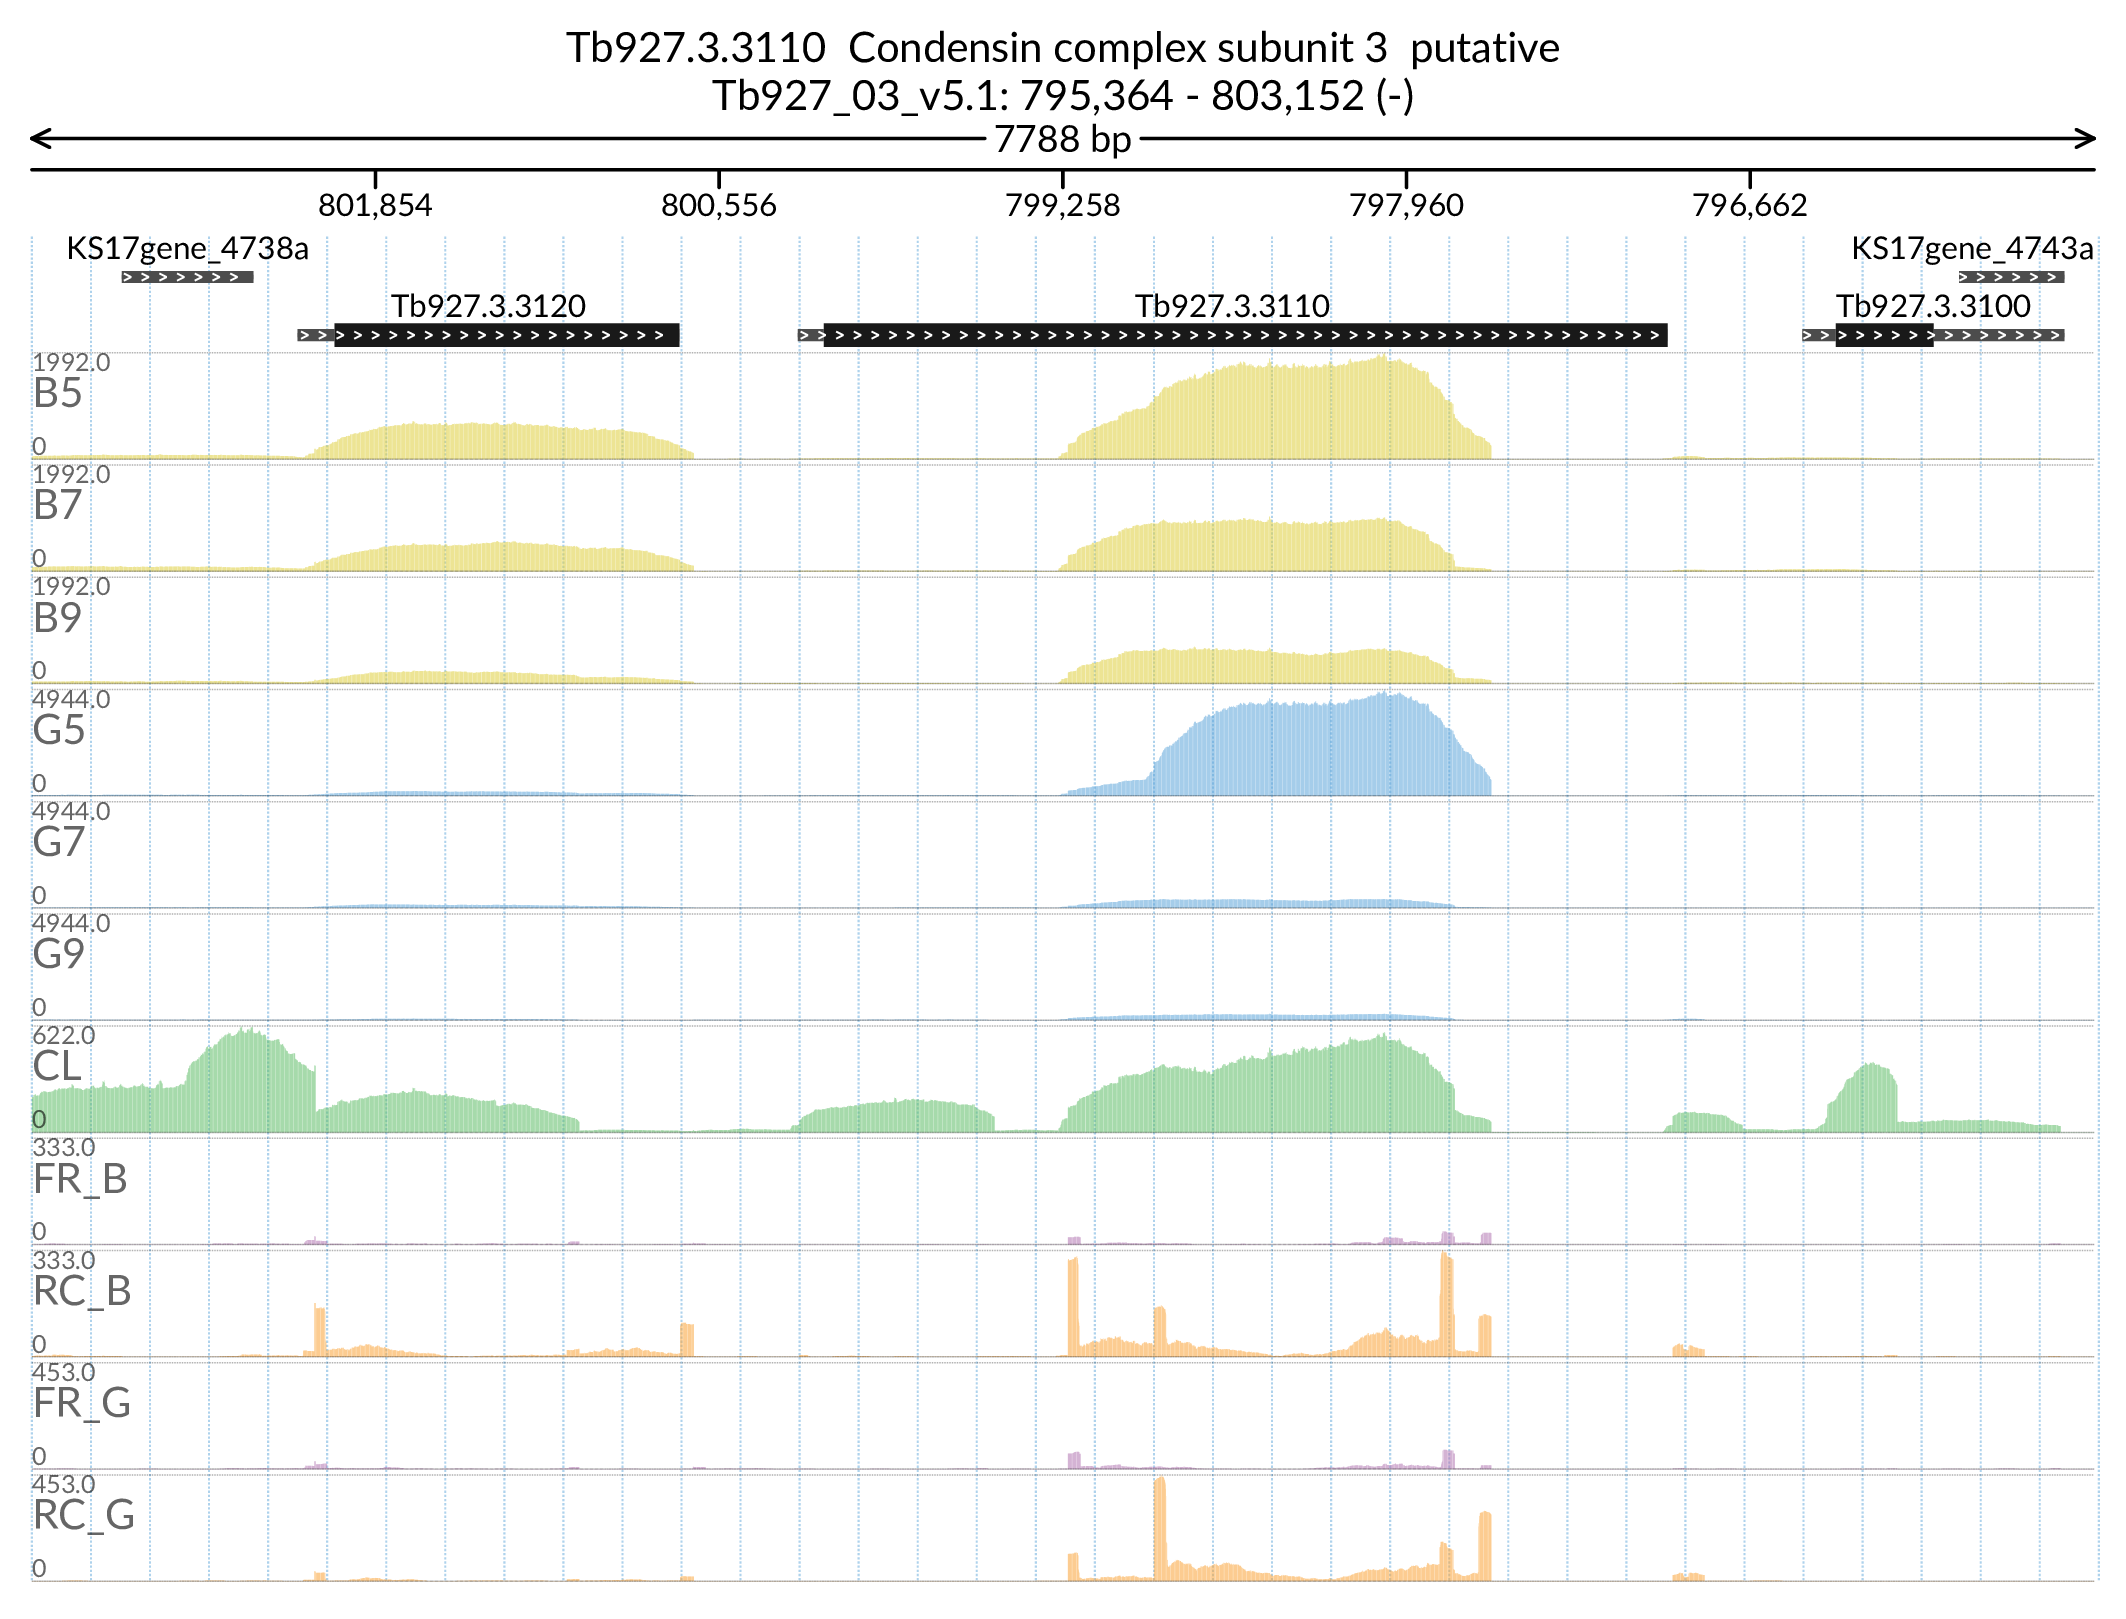 Tb927.3.3110  Condensin complex subunit 3  putative
Tb927_03_v5.1: 795,364 - 803,152 (-)
7788 bp
801,854 800,556 799,258 797,960 796,662
KS17gene_4738a KS17gene_4743a
Tb927.3.3120 Tb927.3.3110 Tb927.3.3100
1992.0
B5
0
1992.0
B7
0
1992.0
B9
0
4944.0
G5
0
4944.0
G7
0
4944.0
G9
0
622.0
CL
0
333.0
FR_B
0
333.0
RC_B
0
453.0
FR_G
0
453.0
RC_G
0